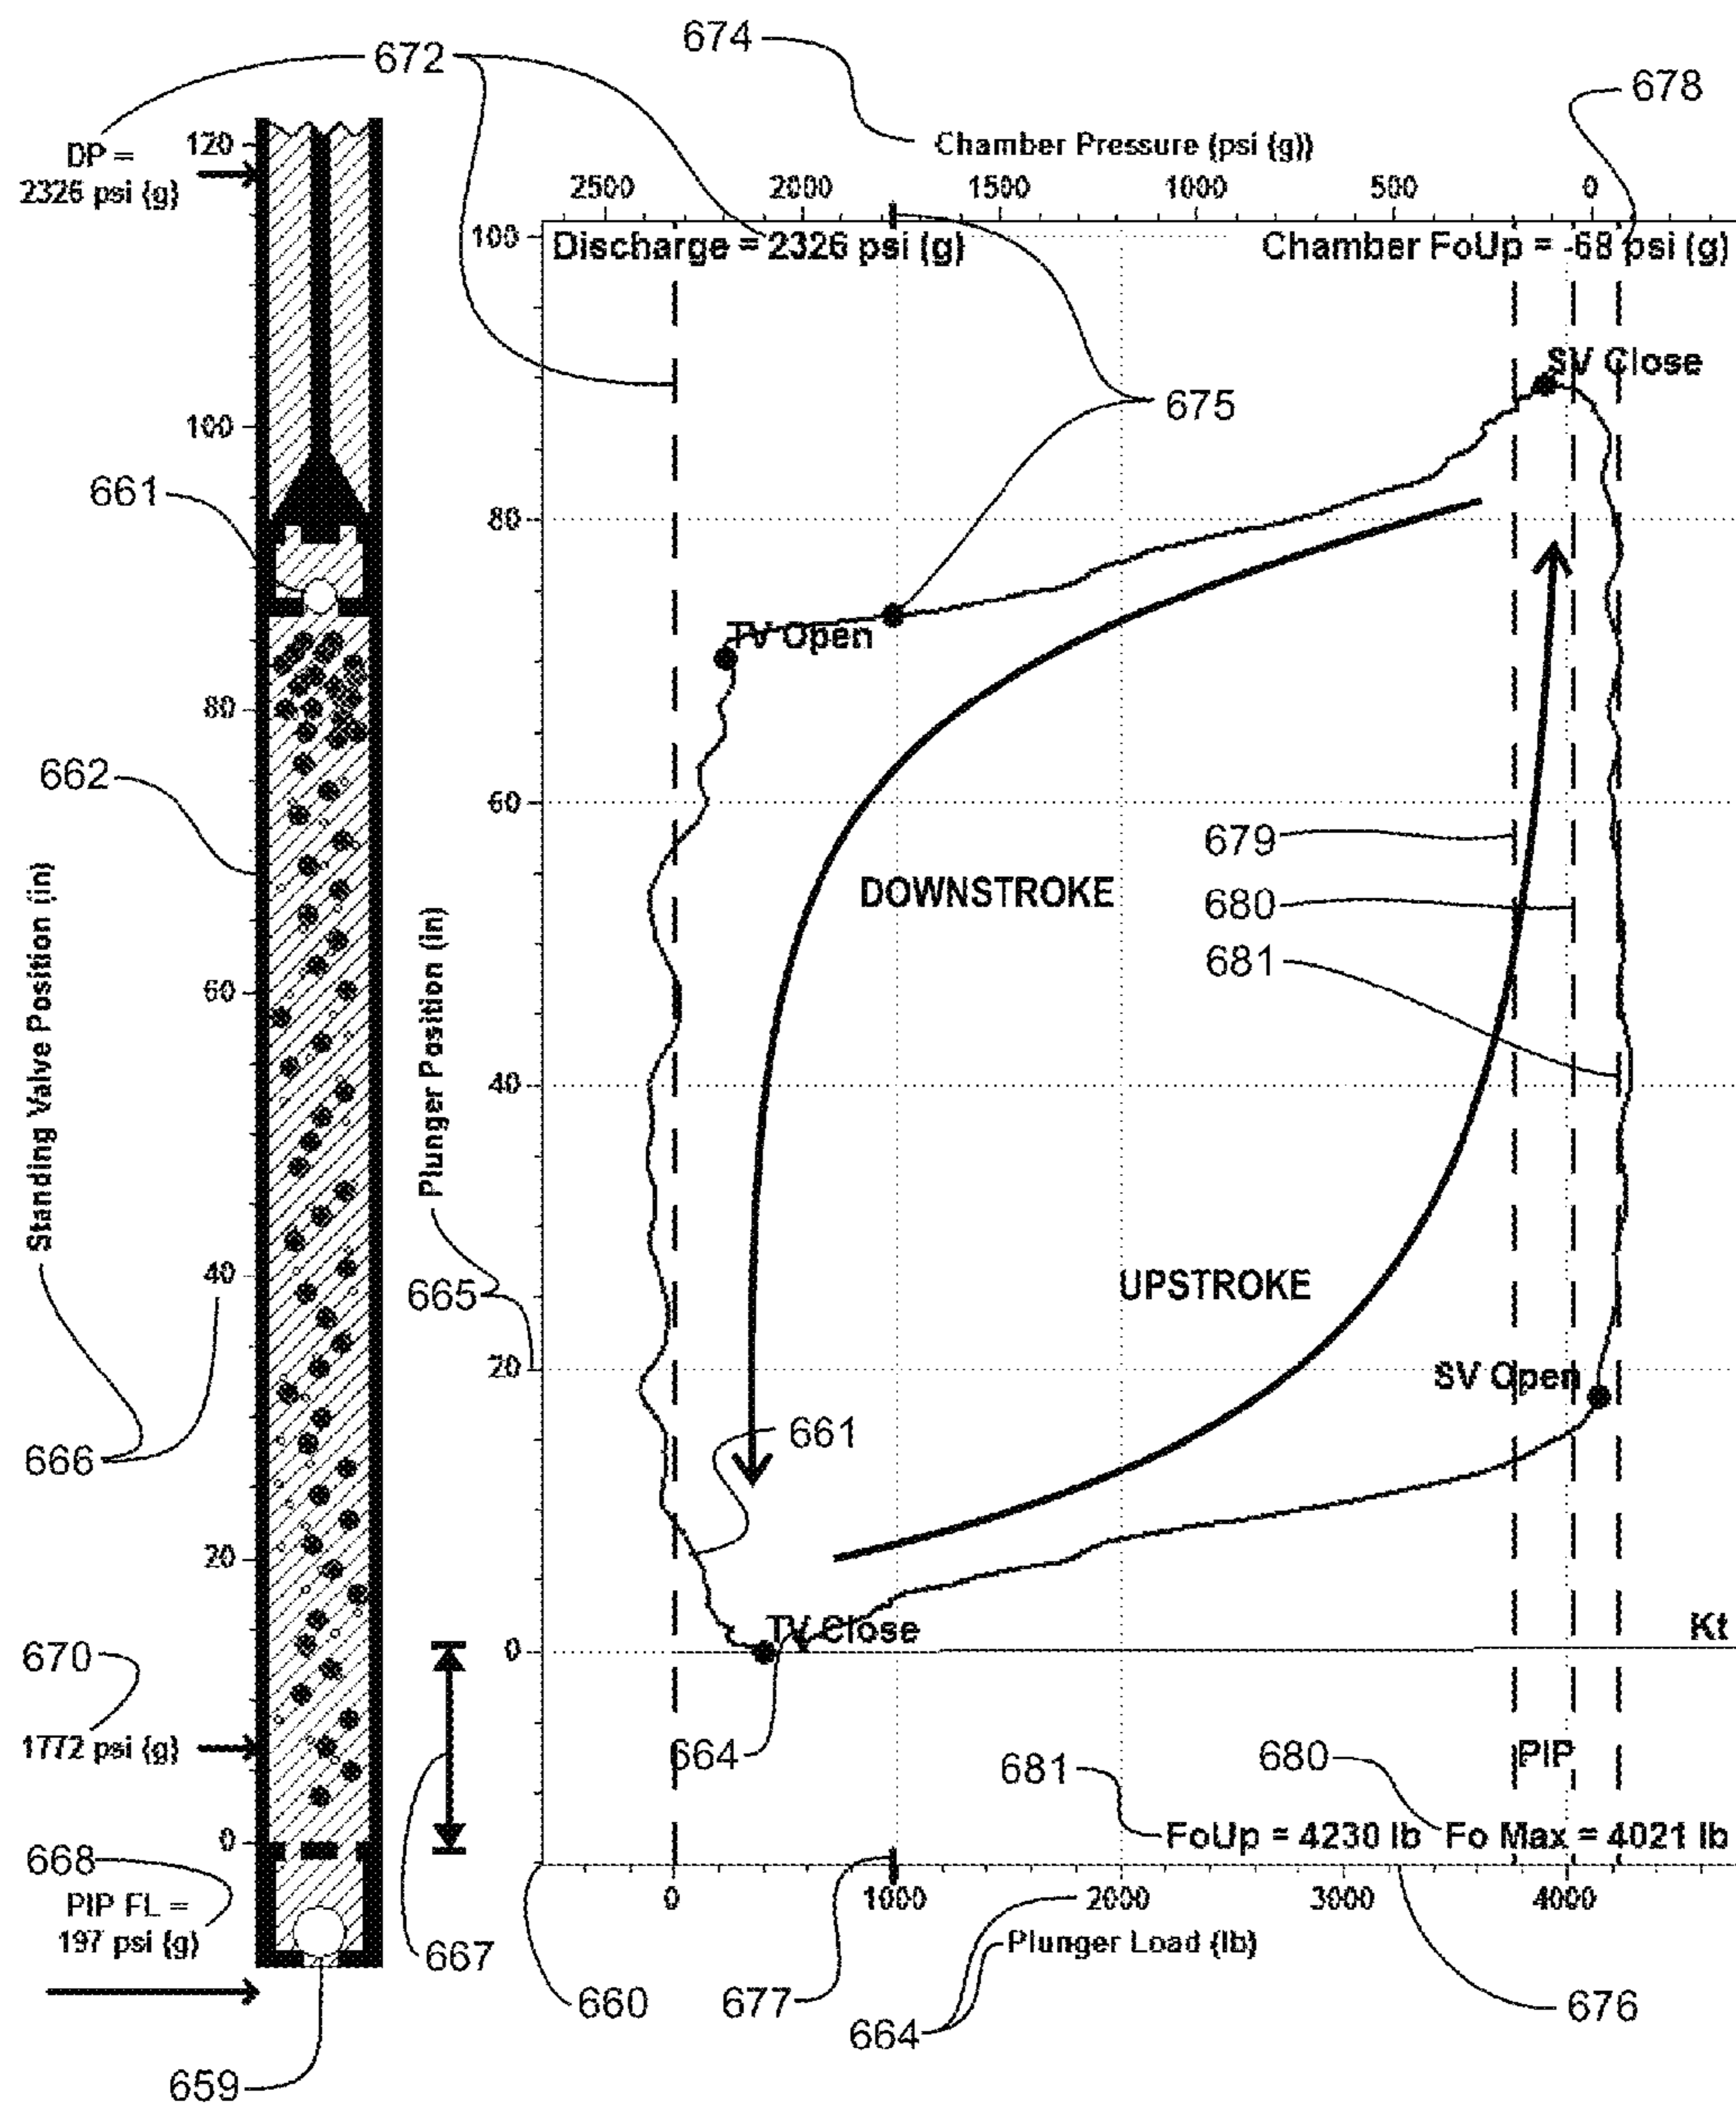 672
674
678
DP =
2326 psi (g)
120
100
80
60
40
20
0
661
662
Standing Valve Position (in)
666
670
1772 psi (g)
668
PIP FL =
197 psi (g)
659
Chamber Pressure (psi (g))
2500 2000 1500 1000 500 0
Discharge = 2326 psi (g)
Chamber FoUp = -68 psi (g)
100
80
60
40
20
0
SV Close
675
TV Open
679
680
681
DOWNSTROKE
Plunger Position (in)
665
UPSTROKE
SV Open
661
TV Close
Kt
664
681
680
PIP
FoUp = 4230 lb
Fo Max = 4021 lb
0 1000 2000 3000 4000
Plunger Load (lb)
667
660
677
664
676